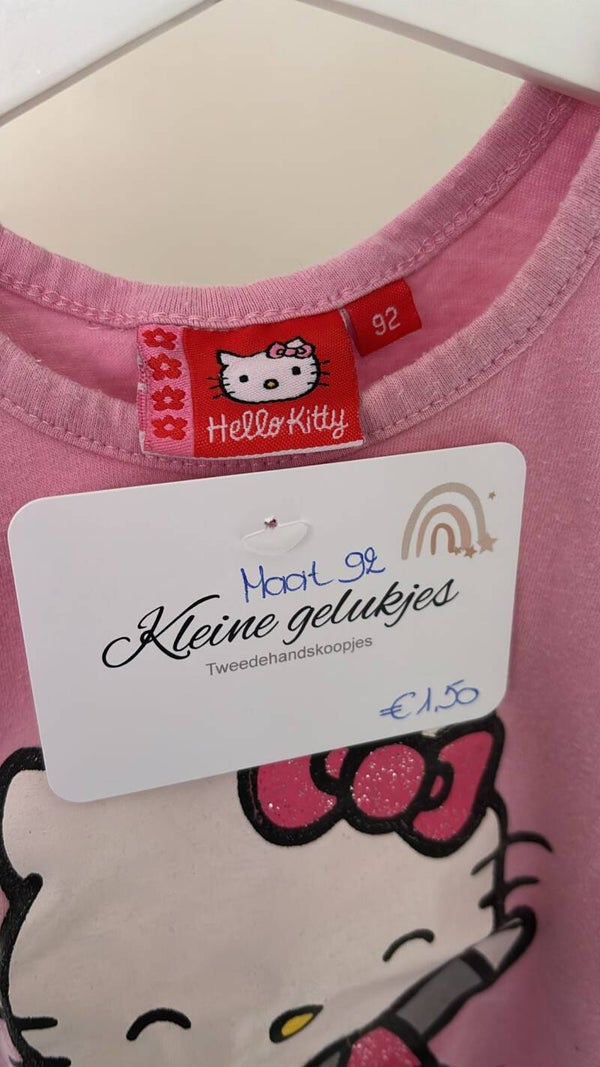 92
Hello Kitty
Maat 92
Kleine gelukjes
Tweedehandskoopjes
€1,50